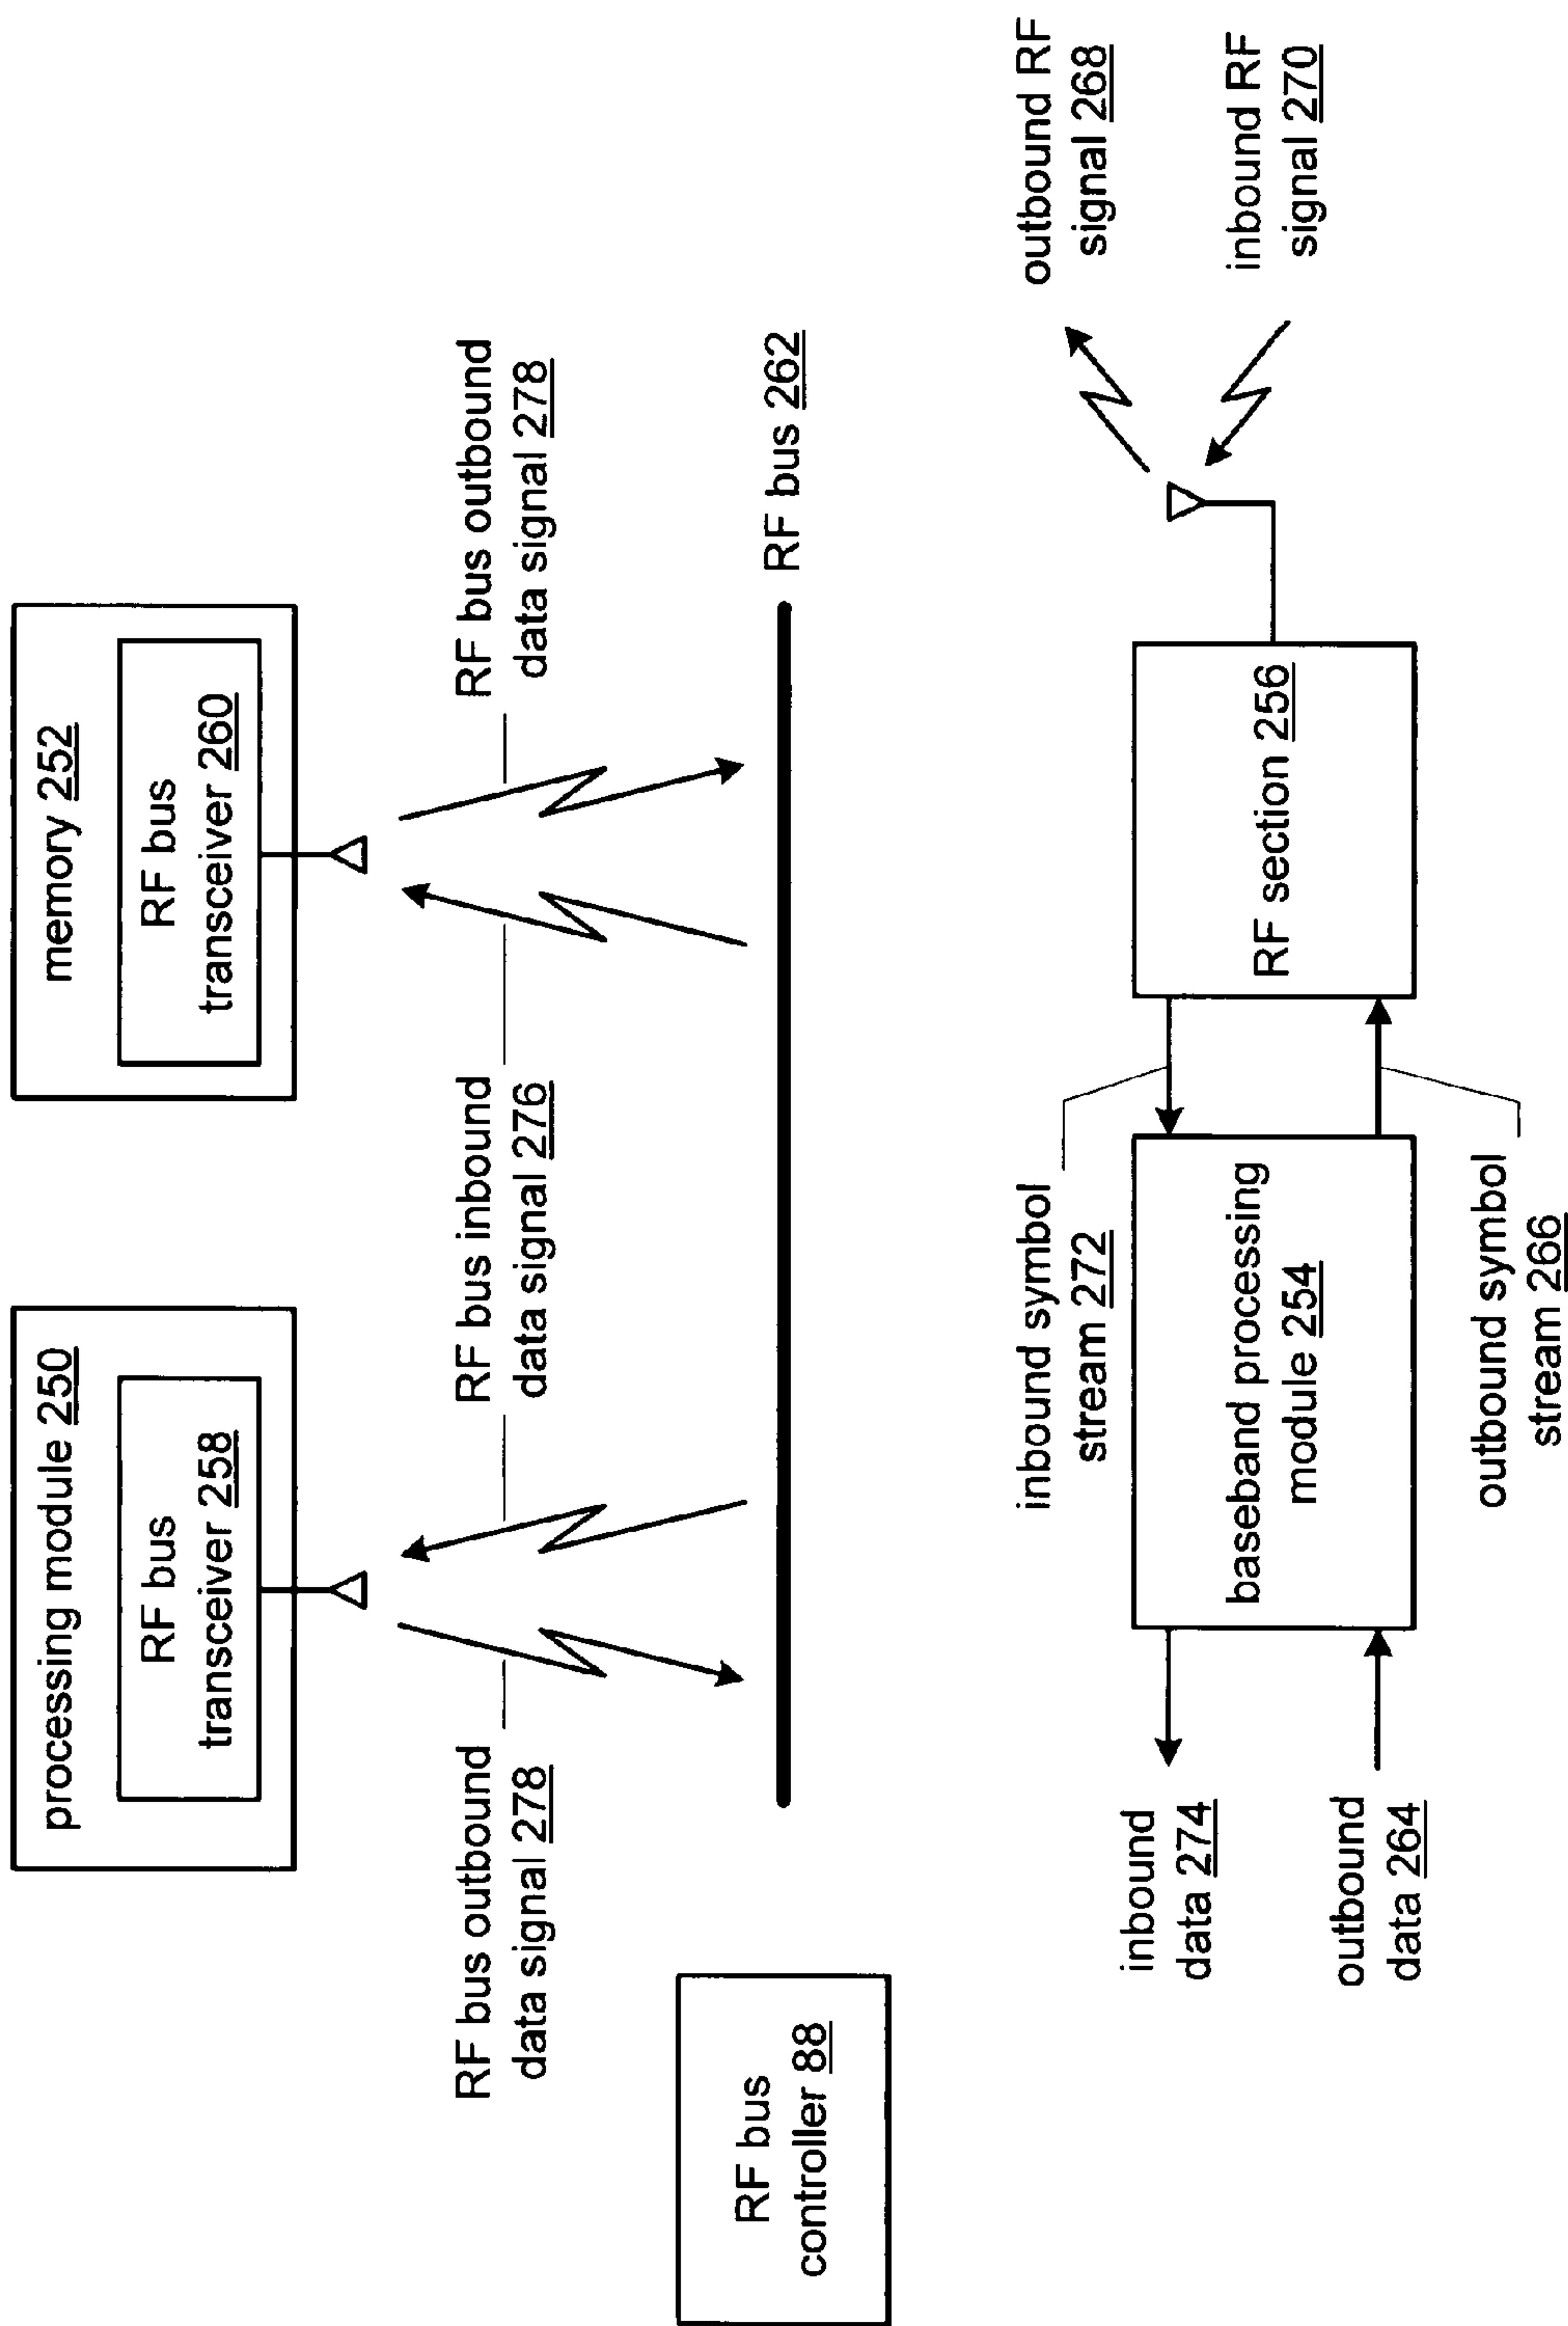 processing module 250
RF bus
transceiver 258
memory 252
RF bus
transceiver 260
RF bus outbound
data signal 278
RF bus inbound
data signal 276
RF bus outbound
data signal 278
RF bus
controller 88
RF bus 262
inbound symbol
stream 272
outbound RF
signal 268
inbound
data 274
baseband processing
module 254
RF section 256
inbound RF
signal 270
outbound
data 264
outbound symbol
stream 266